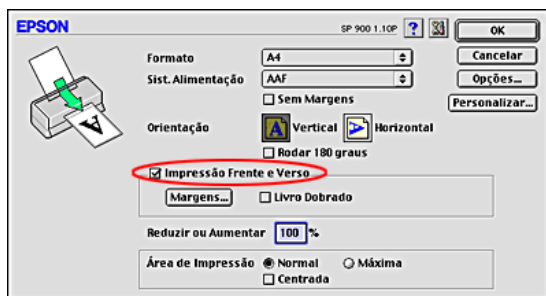 EPSON SP 900 1.10P ? OK
Formato A4 Cancelar
Sist. Alimentação AAF Opções...
Sem Margens Personalizar...
Orientação A Vertical A Horizontal
Rodar 180 graus
Impressão Frente e Verso
Margens... Livro Dobrado
Reduzir ou Aumentar 100 %
Área de Impressão Normal Máxima
Centrada